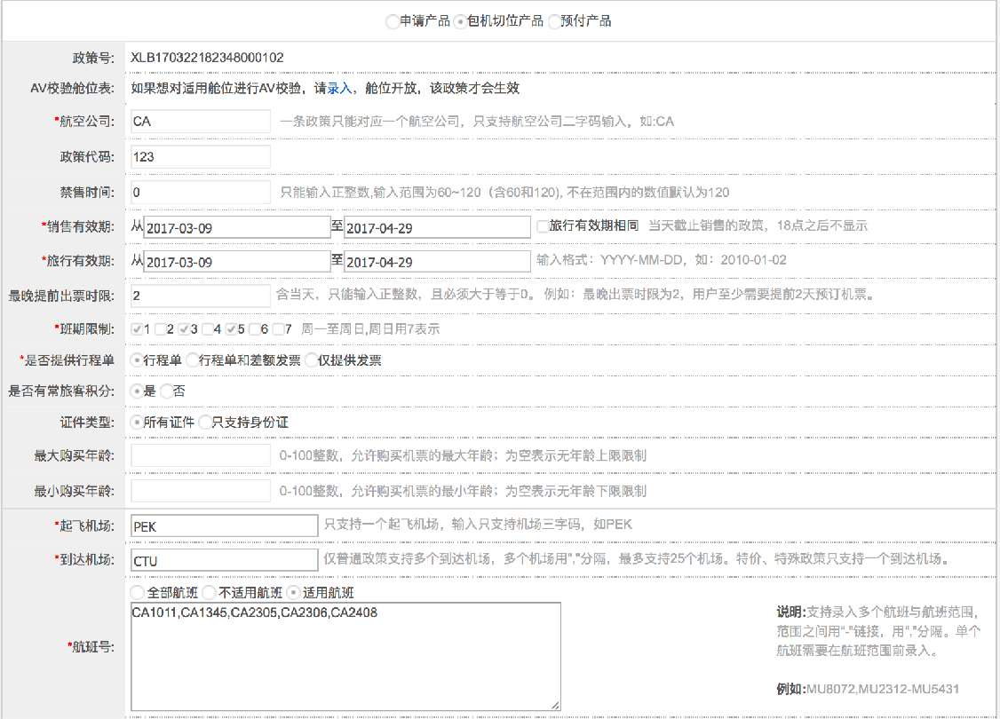 申请产品 包机切位产品 预付产品
政策号: XLB170322182348000102
AV校验舱位表: 如果想对适用舱位进行AV校验，请录入，舱位开放，该政策才会生效
*航空公司: CA 一条政策只能对应一个航空公司，只支持航空公司二字码输入，如:CA
政策代码: 123
禁售时间: 0 只能输入正整数,输入范围为60~120（含60和120), 不在范围内的数值默认为120
*销售有效期: 从 2017-03-09 至 2017-04-29 旅行有效期相同 当天截止销售的政策，18点之后不显示
*旅行有效期: 从 2017-03-09 至 2017-04-29 输入格式：YYYY-MM-DD，如：2010-01-02
最晚提前出票时限: 2 含当天，只能输入正整数，且必须大于等于0。 例如：最晚出票时限为2，用户至少需要提前2天预订机票。
*班期限制: 1 2 3 4 5 6 7 周一至周日,周日用7表示
*是否提供行程单 行程单 行程单和差额发票 仅提供发票
是否有常旅客积分: 是 否
证件类型: 所有证件 只支持身份证
最大购买年龄: 0-100整数，允许购买机票的最大年龄；为空表示无年龄上限限制
最小购买年龄: 0-100整数，允许购买机票的最小年龄；为空表示无年龄下限限制
*起飞机场: PEK 只支持一个起飞机场，输入只支持机场三字码，如PEK
*到达机场: CTU 仅普通政策支持多个到达机场，多个机场用","分隔，最多支持25个机场。特价、特殊政策只支持一个到达机场。
全部航班 不适用航班 适用航班
*航班号: CA1011,CA1345,CA2305,CA2306,CA2408
说明:支持录入多个航班与航班范围，
范围之间用"-"链接，用","分隔。单个
航班需要在航班范围前录入。
例如:MU8072,MU2312-MU5431